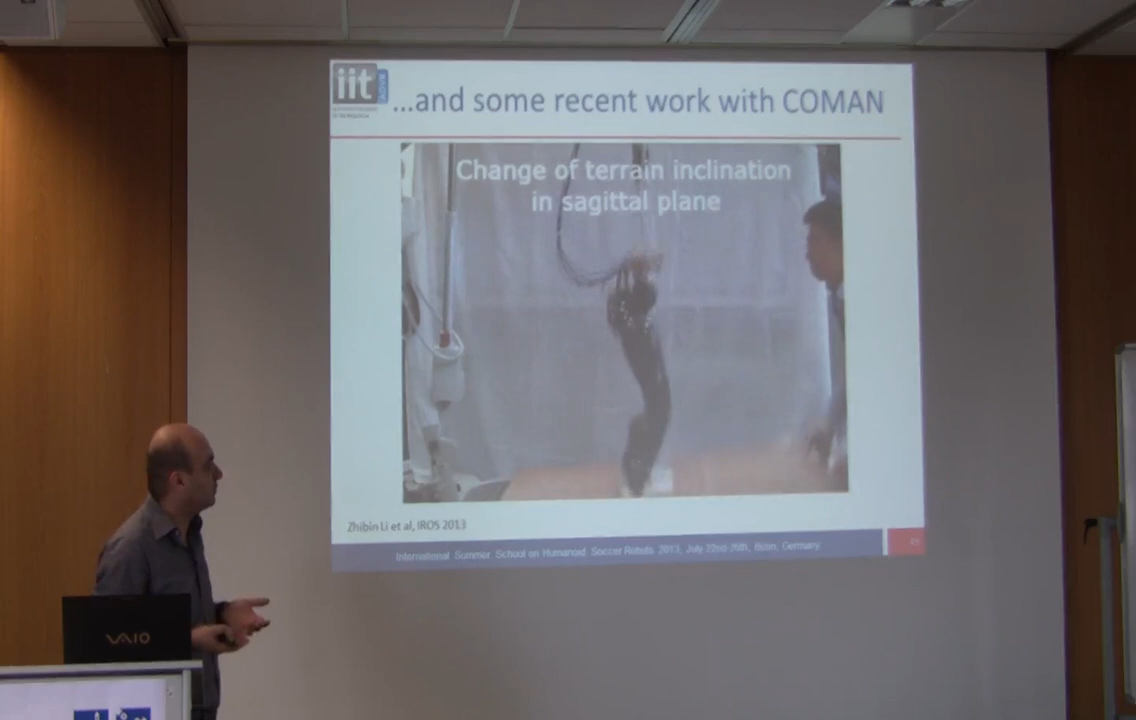 iit
ADVR
...and some recent work with COMAN
Change of terrain inclination
in sagittal plane
Zhibin Li et al, IROS 2013
International Summer School on Humanoid Soccer Robots 2013, July 22nd-26th, Bonn, Germany
VAIO